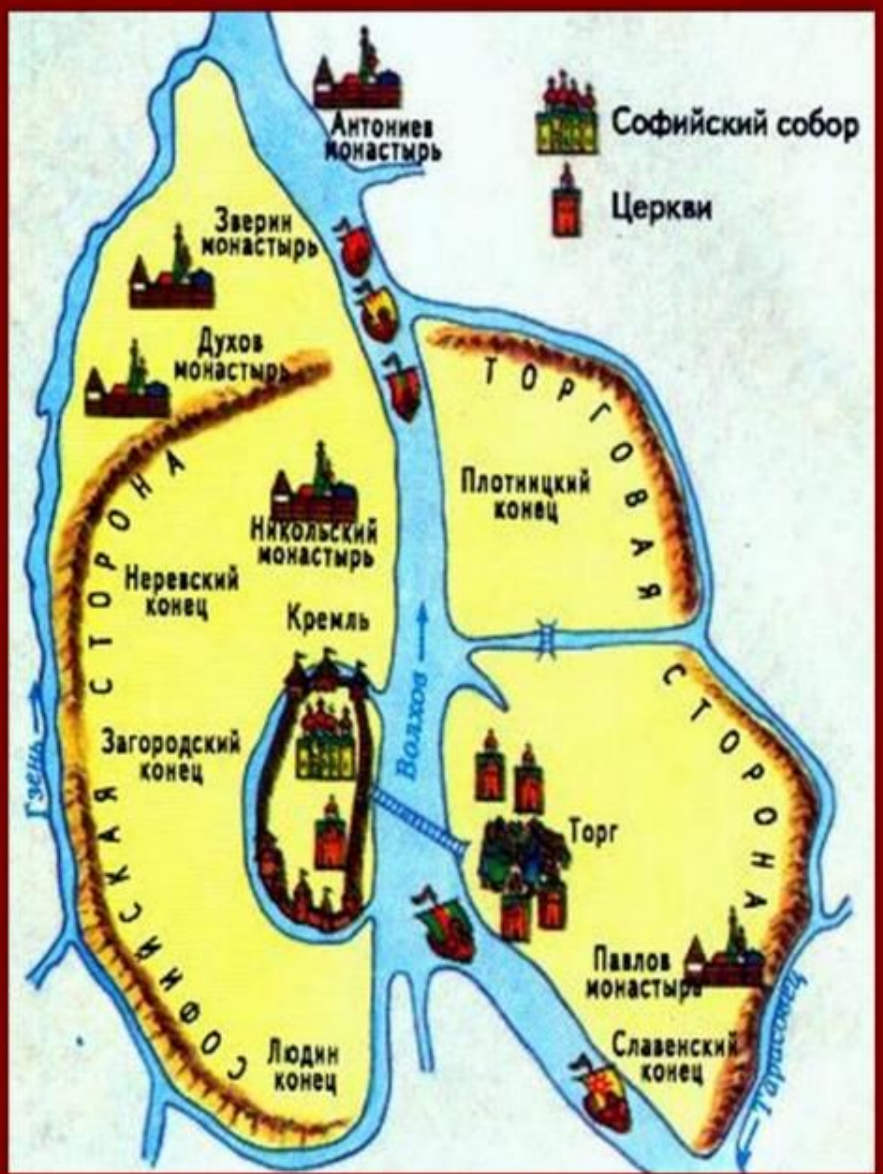 Антониев
монастырь
Софийский собор
Церкви
Зверин
монастырь
Духов
монастырь
ТОРГОВАЯ
СТОРОНА
Плотницкий
конец
Никольский
монастырь
Неревский
конец
Кремль
СОФИЙСКАЯ СТОРОНА
Загородский
конец
Гзень
Волхов
Торг
Павлов
монастырь
Славенский
конец
Тарасовец
Людин
конец